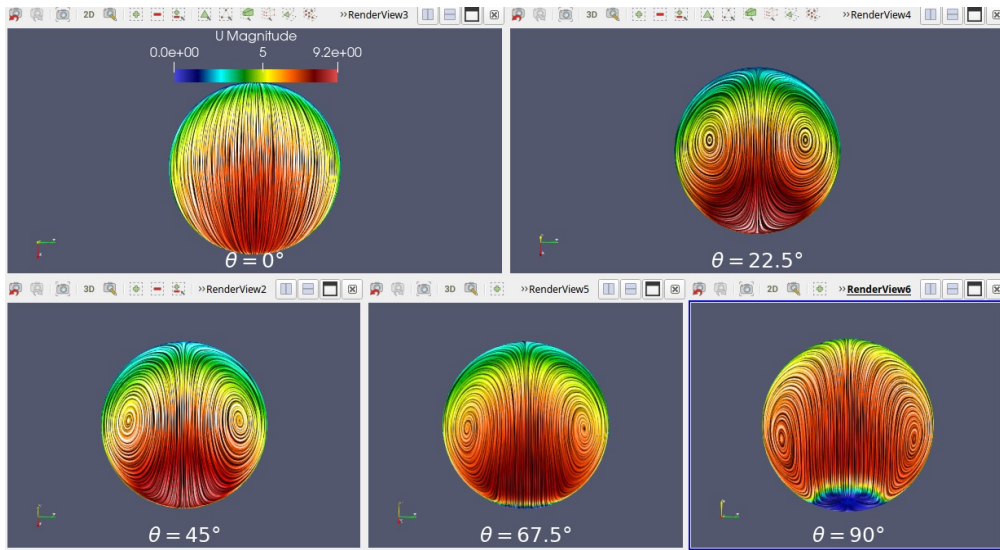 2D
»RenderView3
3D
»RenderView4
U Magnitude
0.0e+00 5 9.2e+00
θ = 0°
θ = 22.5°
3D
»RenderView2
3D
»RenderView5
2D
»RenderView6
θ = 45°
θ = 67.5°
θ = 90°